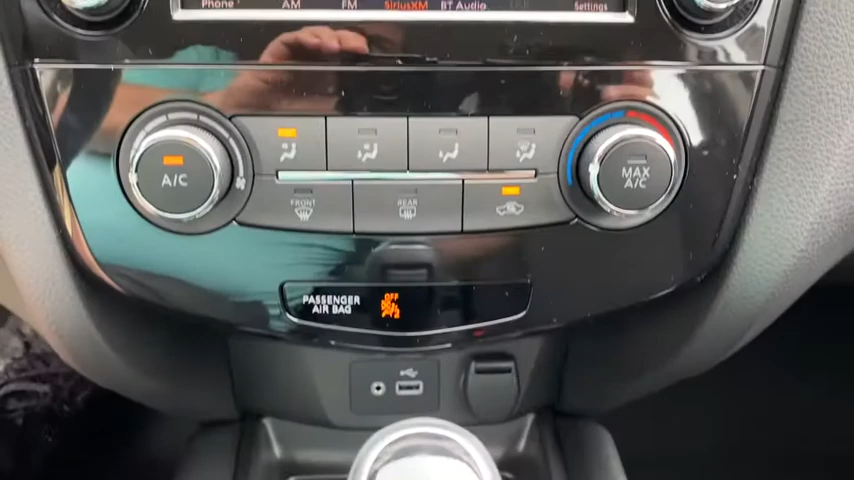 Phone AM FM SiriusXM BT Audio Settings
A/C
MAX
A/C
FRONT REAR
PASSENGER
AIR BAG
OFF